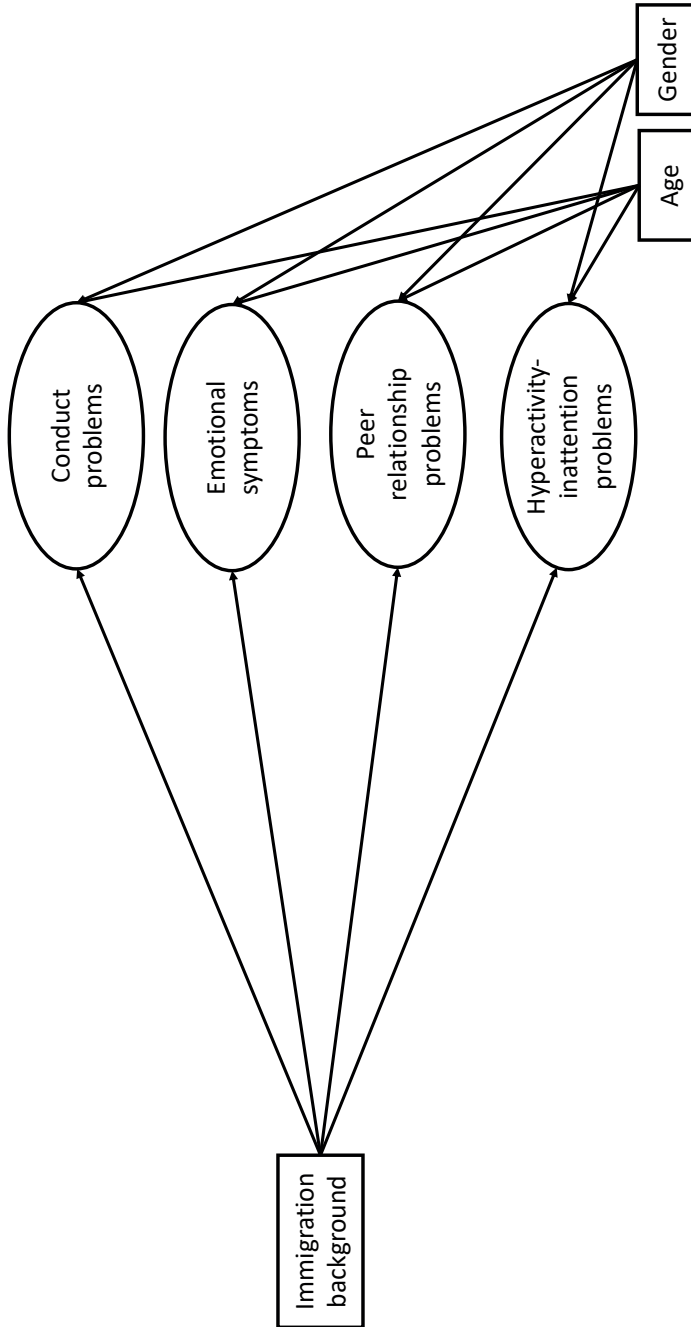 Immigration
background
Conduct
problems
Emotional
symptoms
Peer
relationship
problems
Hyperactivity-
inattention
problems
Age
Gender